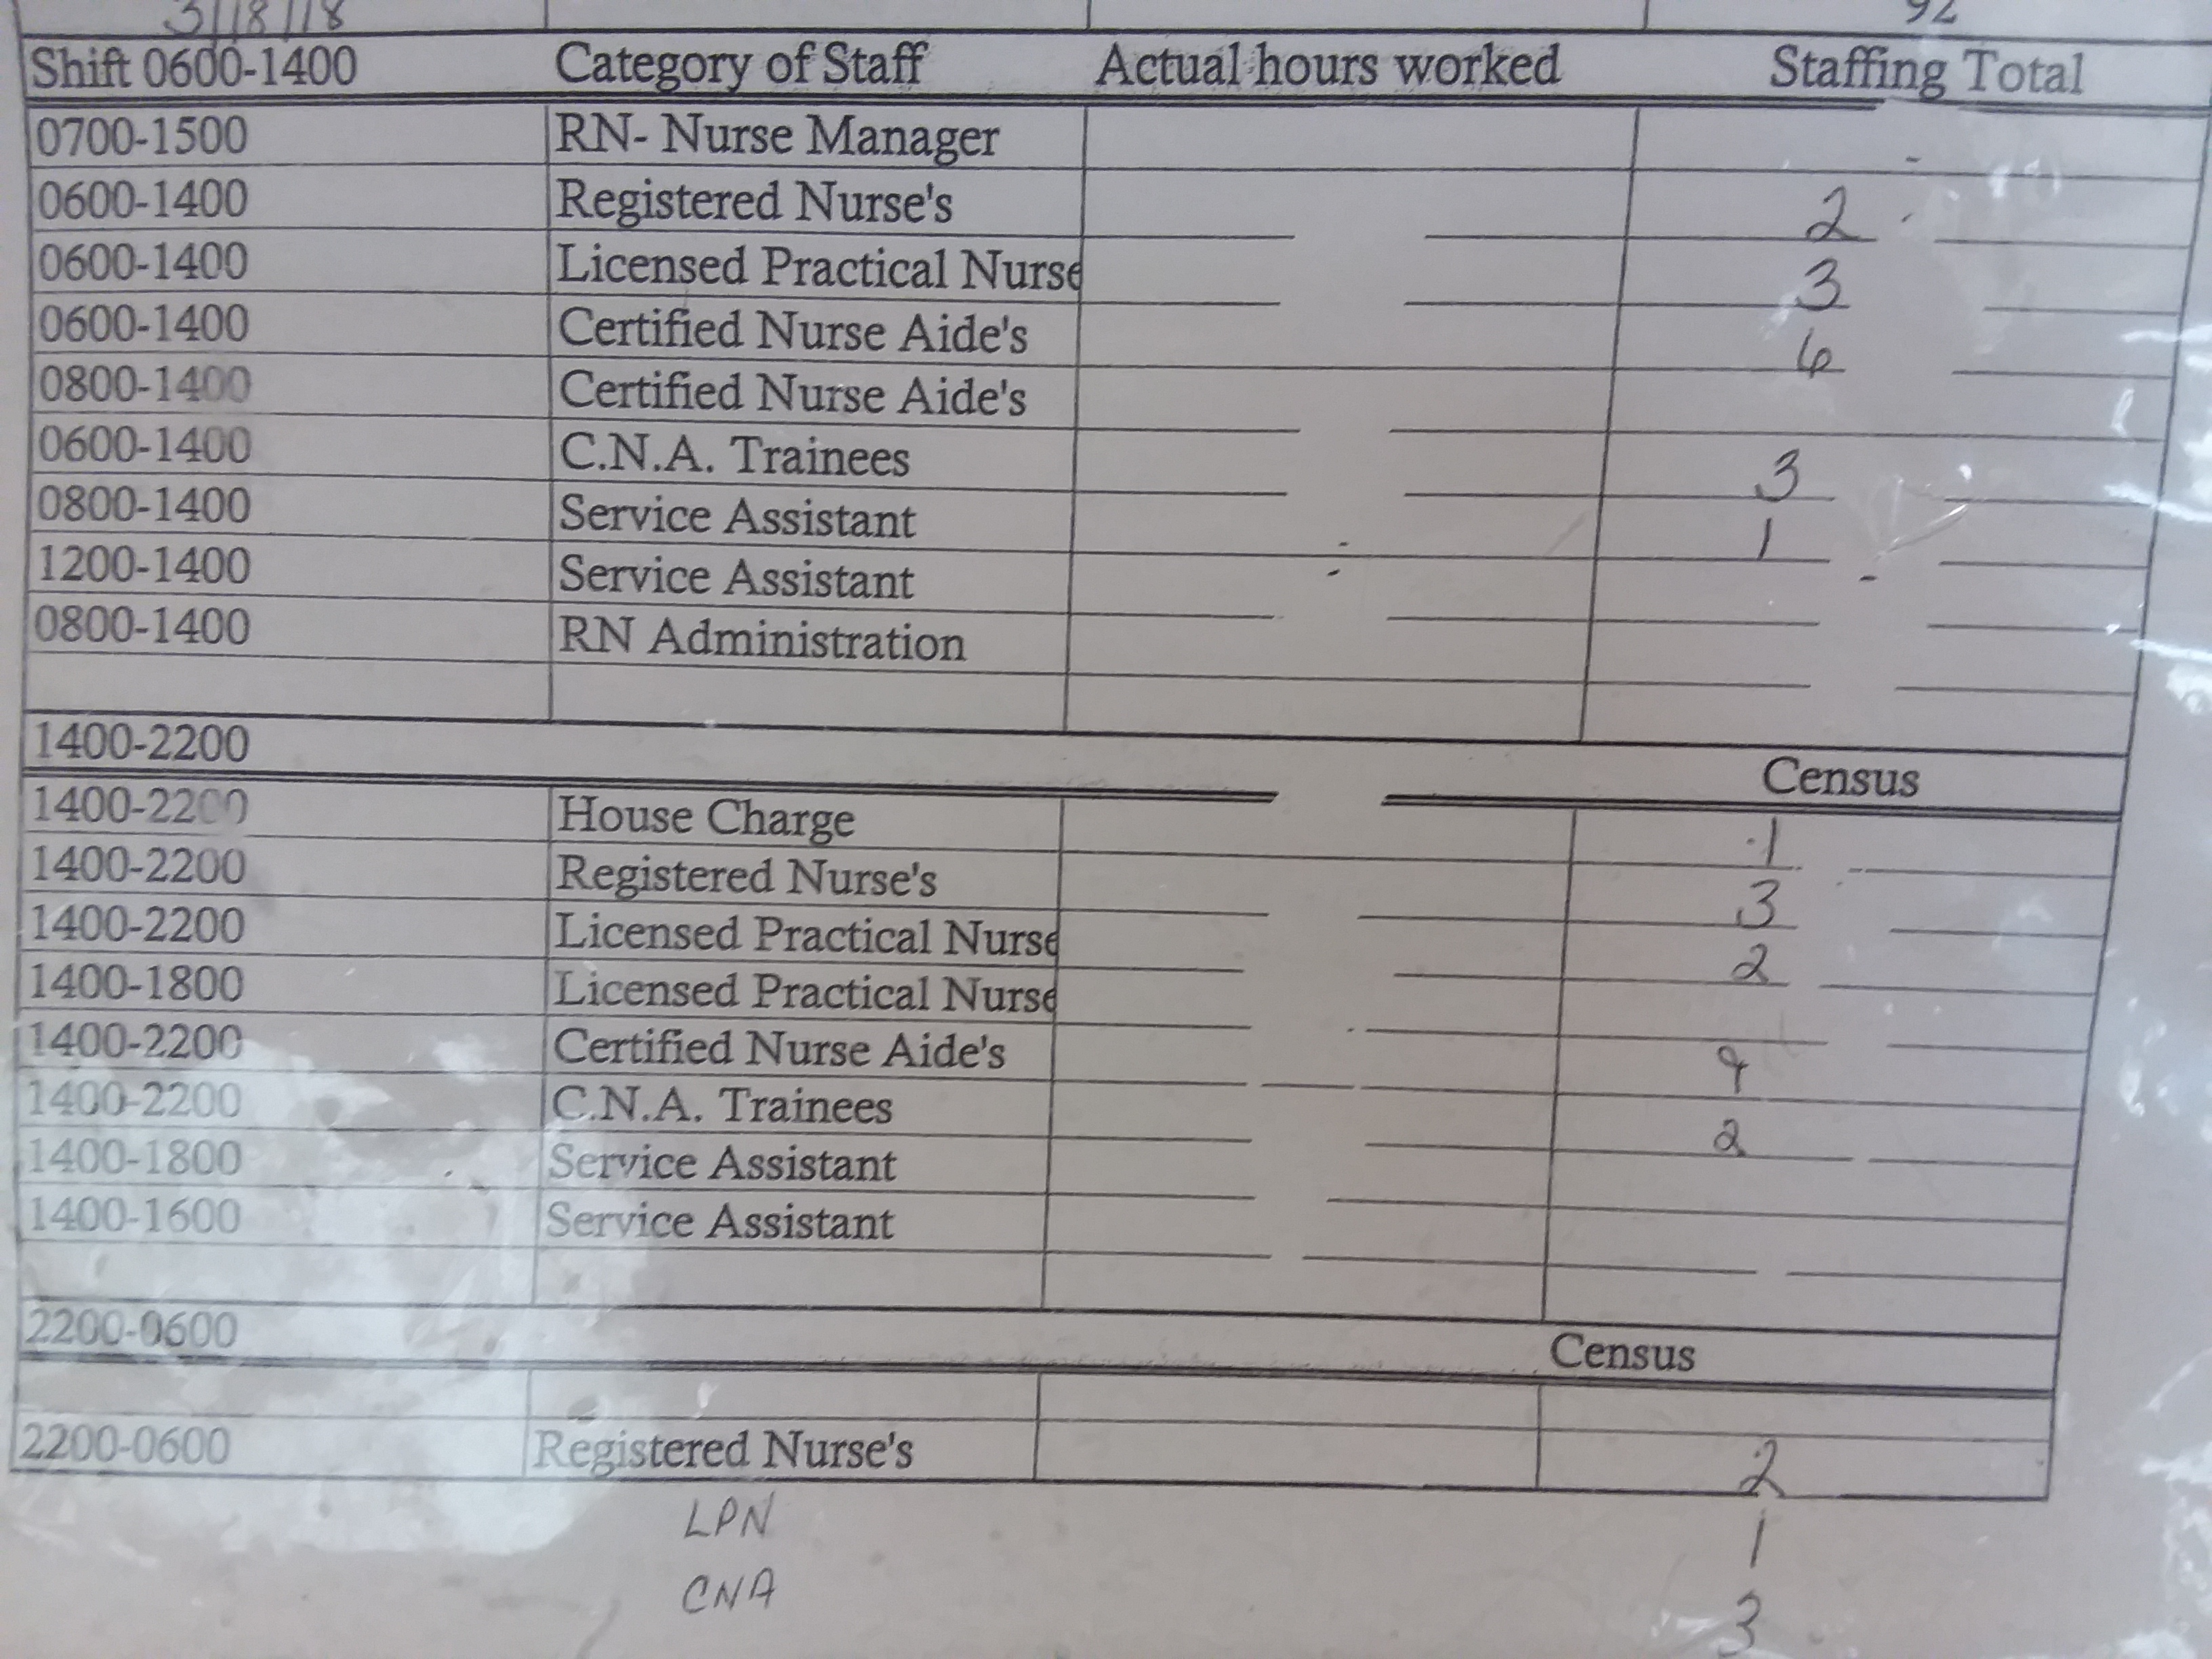 3/18/18 92
Shift 0600-1400 Category of Staff Actual hours worked Staffing Total
0700-1500 RN- Nurse Manager
0600-1400 Registered Nurse's 2
0600-1400 Licensed Practical Nurse 3
0600-1400 Certified Nurse Aide's 6
0800-1400 Certified Nurse Aide's
0600-1400 C.N.A. Trainees 3
0800-1400 Service Assistant 1
1200-1400 Service Assistant
0800-1400 RN Administration
1400-2200 Census
1400-2200 House Charge 1
1400-2200 Registered Nurse's 3
1400-2200 Licensed Practical Nurse 2
1400-1800 Licensed Practical Nurse
1400-2200 Certified Nurse Aide's 9
1400-2200 C.N.A. Trainees 2
1400-1800 Service Assistant
1400-1600 Service Assistant
2200-0600 Census
2200-0600 Registered Nurse's 2
LPN 1
CNA 3